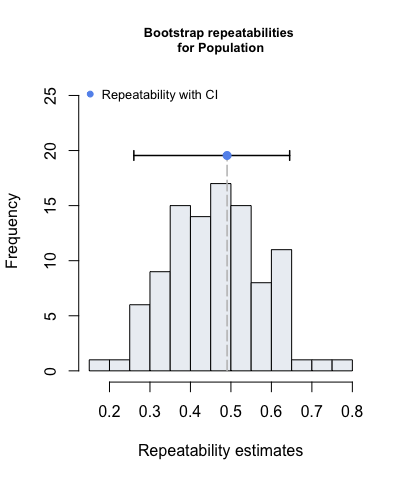 Bootstrap repeatabilities
for Population
Repeatability with CI
25
20
15
10
5
0
Frequency
0.2 0.3 0.4 0.5 0.6 0.7 0.8
Repeatability estimates